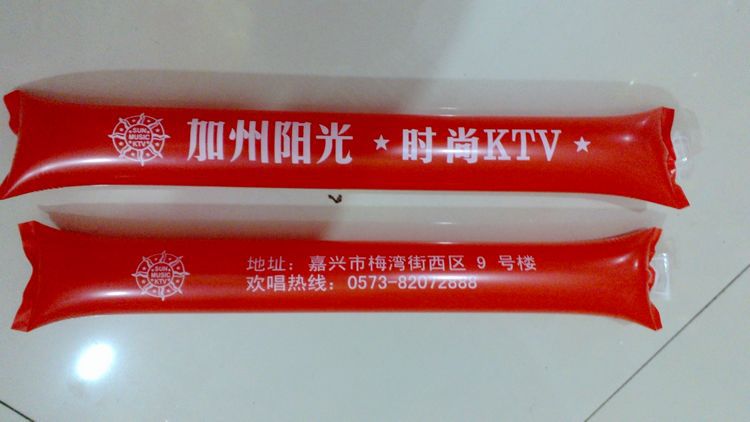 SUN
MUSIC
KTV
加州阳光★时尚KTV★
SUN
MUSIC
KTV
地址：嘉兴市梅湾街西区 9 号楼
欢唱热线：0573-82072888